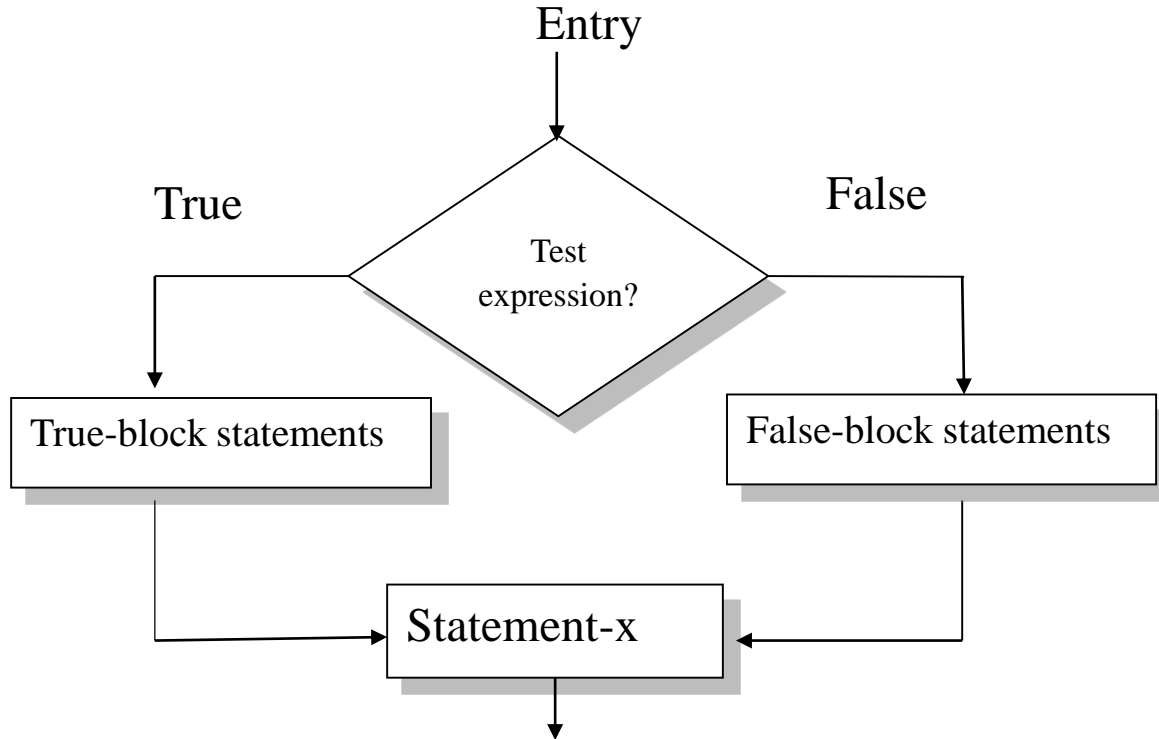 Entry
True
False
Test
expression?
True-block statements
False-block statements
Statement-x